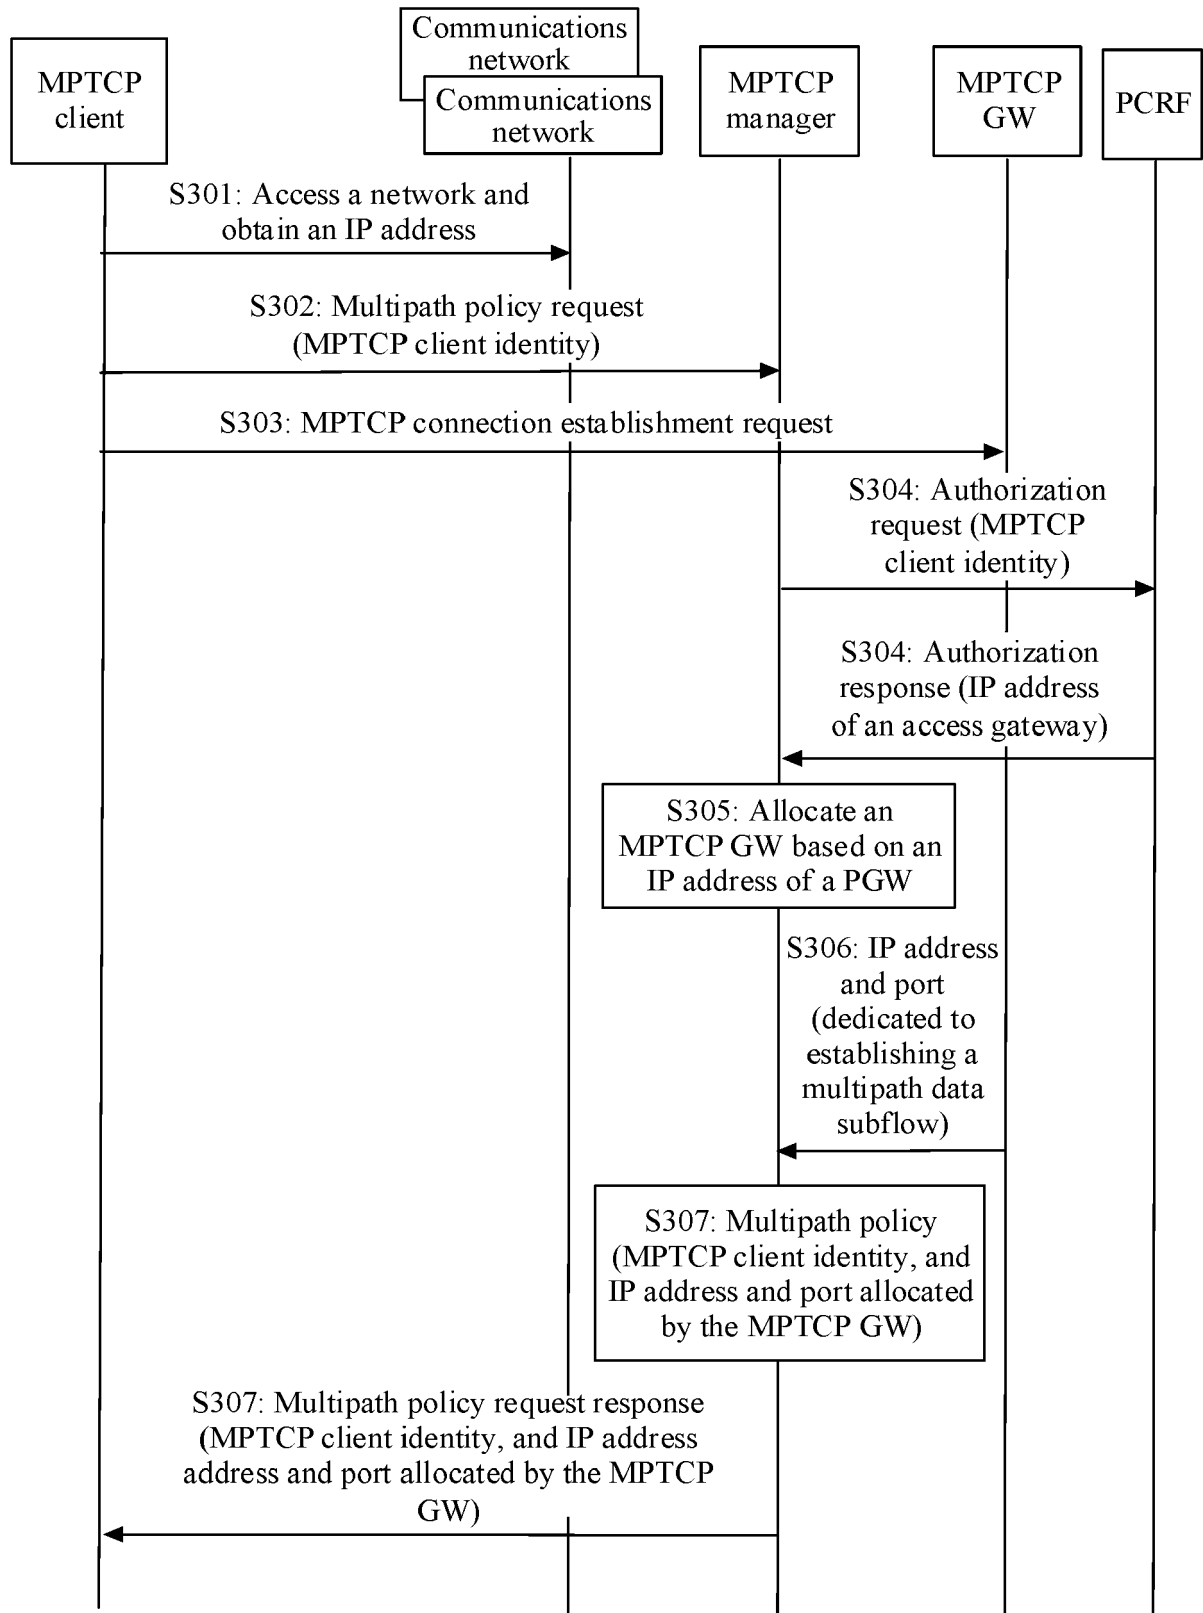 MPTCP
client
Communications
network
Communications
network
MPTCP
manager
MPTCP
GW
PCRF
S301: Access a network and
obtain an IP address
S302: Multipath policy request
(MPTCP client identity)
S303: MPTCP connection establishment request
S304: Authorization
request (MPTCP
client identity)
S304: Authorization
response (IP address
of an access gateway)
S305: Allocate an
MPTCP GW based on an
IP address of a PGW
S306: IP address
and port
(dedicated to
establishing a
multipath data
subflow)
S307: Multipath policy
(MPTCP client identity, and
IP address and port allocated
by the MPTCP GW)
S307: Multipath policy request response
(MPTCP client identity, and IP address
address and port allocated by the MPTCP
GW)